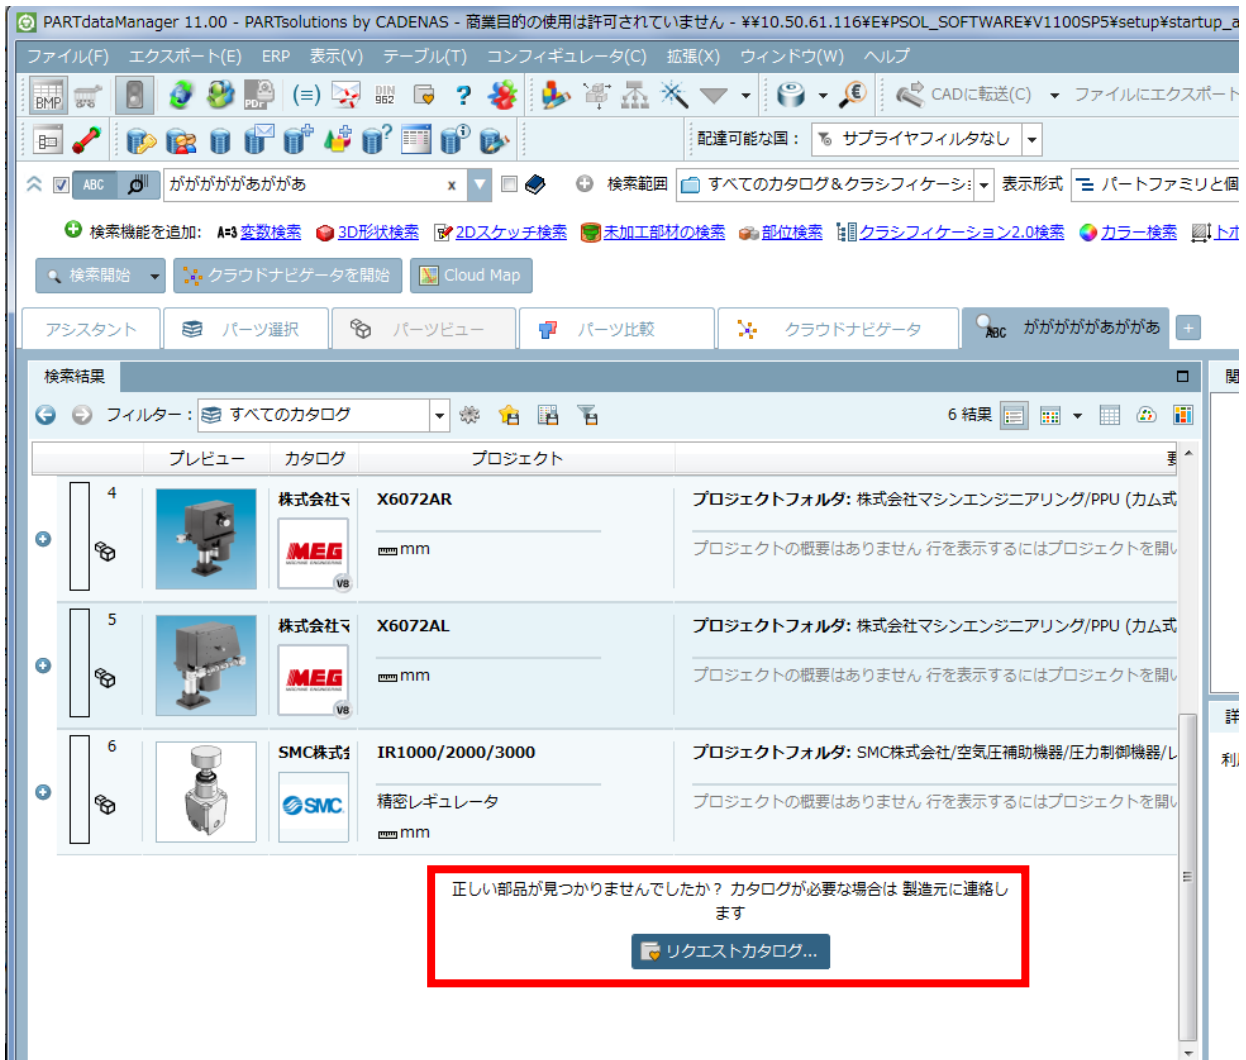 PARTdataManager 11.00 - PARTsolutions by CADENAS - 商業目的の使用は許可されていません - ¥¥10.50.61.116¥E¥PSOL_SOFTWARE¥V1100SP5¥setup¥startup_a
ファイル(F) エクスポート(E) ERP 表示(V) テーブル(T) コンフィギュレータ(C) 拡張(X) ウィンドウ(W) ヘルプ
BMP PDF (=) DIN 962 ? CADに転送(C) ファイルにエクスポート
配達可能な国： サプライヤフィルタなし
ABC ががががががあががあ x 検索範囲 すべてのカタログ&クラシフィケーシ: 表示形式 パートファミリと個
検索機能を追加: A=3 変数検索 3D形状検索 2Dスケッチ検索 未加工部材の検索 部位検索 クラシフィケーション2.0検索 カラー検索 トポ
検索開始 クラウドナビゲータを開始 Cloud Map
アシスタント パーツ選択 パーツビュー パーツ比較 クラウドナビゲータ ABC ががががががあががあ +
検索結果 関
フィルター： すべてのカタログ 6 結果
プレビュー カタログ プロジェクト 要
4 株式会社マ X6072AR プロジェクトフォルダ: 株式会社マシンエンジニアリング/PPU (カム式
MEG mm プロジェクトの概要はありません 行を表示するにはプロジェクトを開い
V8
5 株式会社マ X6072AL プロジェクトフォルダ: 株式会社マシンエンジニアリング/PPU (カム式
MEG mm プロジェクトの概要はありません 行を表示するにはプロジェクトを開い
V8
詳
6 SMC株式会 IR1000/2000/3000 プロジェクトフォルダ: SMC株式会社/空気圧補助機器/圧力制御機器/レ
利用
SMC. 精密レギュレータ プロジェクトの概要はありません 行を表示するにはプロジェクトを開い
mm
正しい部品が見つかりませんでしたか？ カタログが必要な場合は 製造元に連絡し
ます
リクエストカタログ...